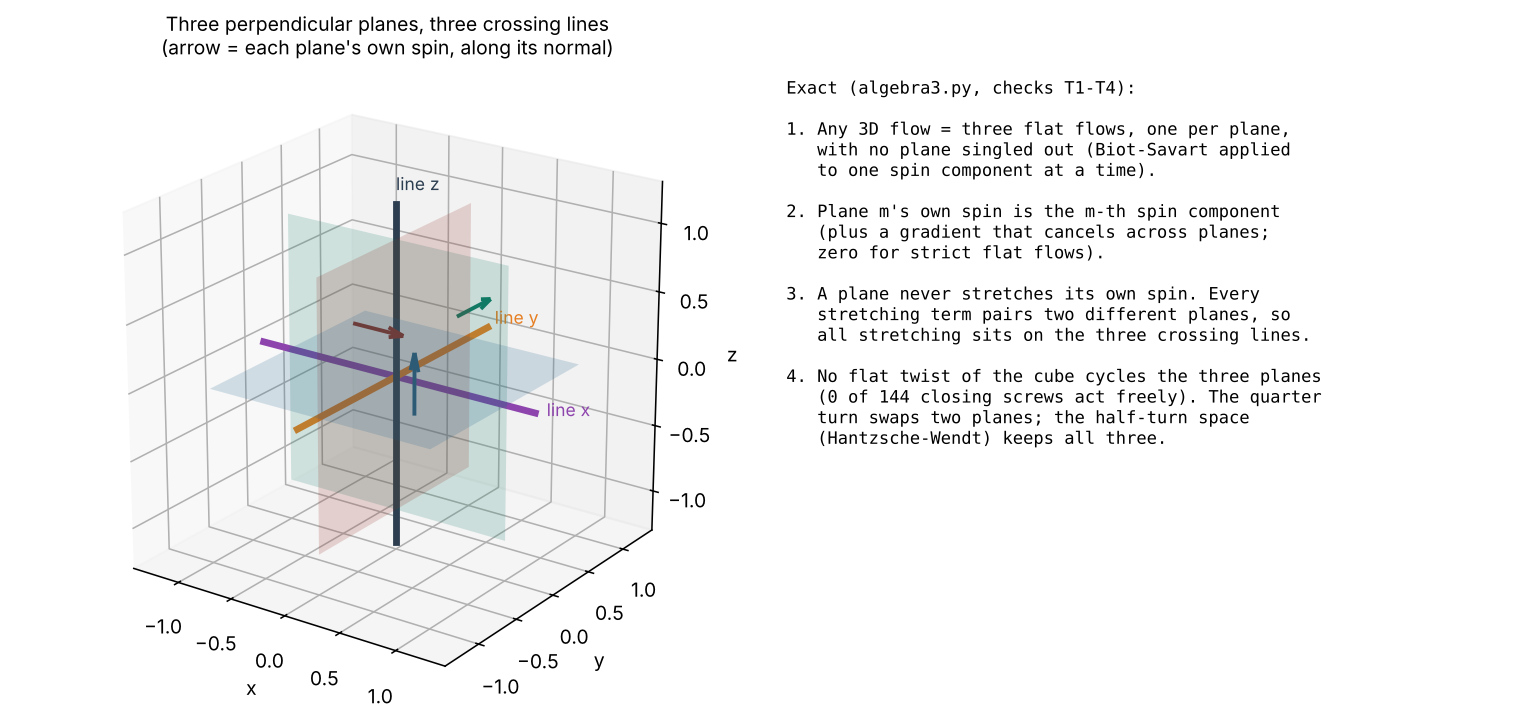 Three perpendicular planes, three crossing lines
(arrow = each plane's own spin, along its normal)
line z
line y
line x
1.0
0.5
0.0
−0.5
−1.0
z
−1.0
−0.5
0.0
0.5
1.0
x
1.0
0.5
0.0
−0.5
−1.0
y
Exact (algebra3.py, checks T1-T4):
1. Any 3D flow = three flat flows, one per plane,
with no plane singled out (Biot-Savart applied
to one spin component at a time).
2. Plane m's own spin is the m-th spin component
(plus a gradient that cancels across planes;
zero for strict flat flows).
3. A plane never stretches its own spin. Every
stretching term pairs two different planes, so
all stretching sits on the three crossing lines.
4. No flat twist of the cube cycles the three planes
(0 of 144 closing screws act freely). The quarter
turn swaps two planes; the half-turn space
(Hantzsche-Wendt) keeps all three.